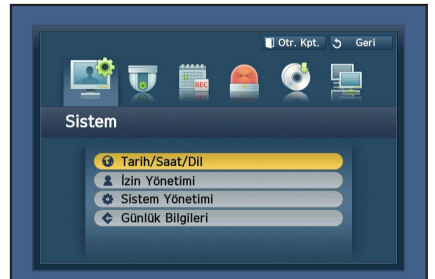 Otr. Kpt. Geri
REC
Sistem
Tarih/Saat/Dil
İzin Yönetimi
Sistem Yönetimi
Günlük Bilgileri